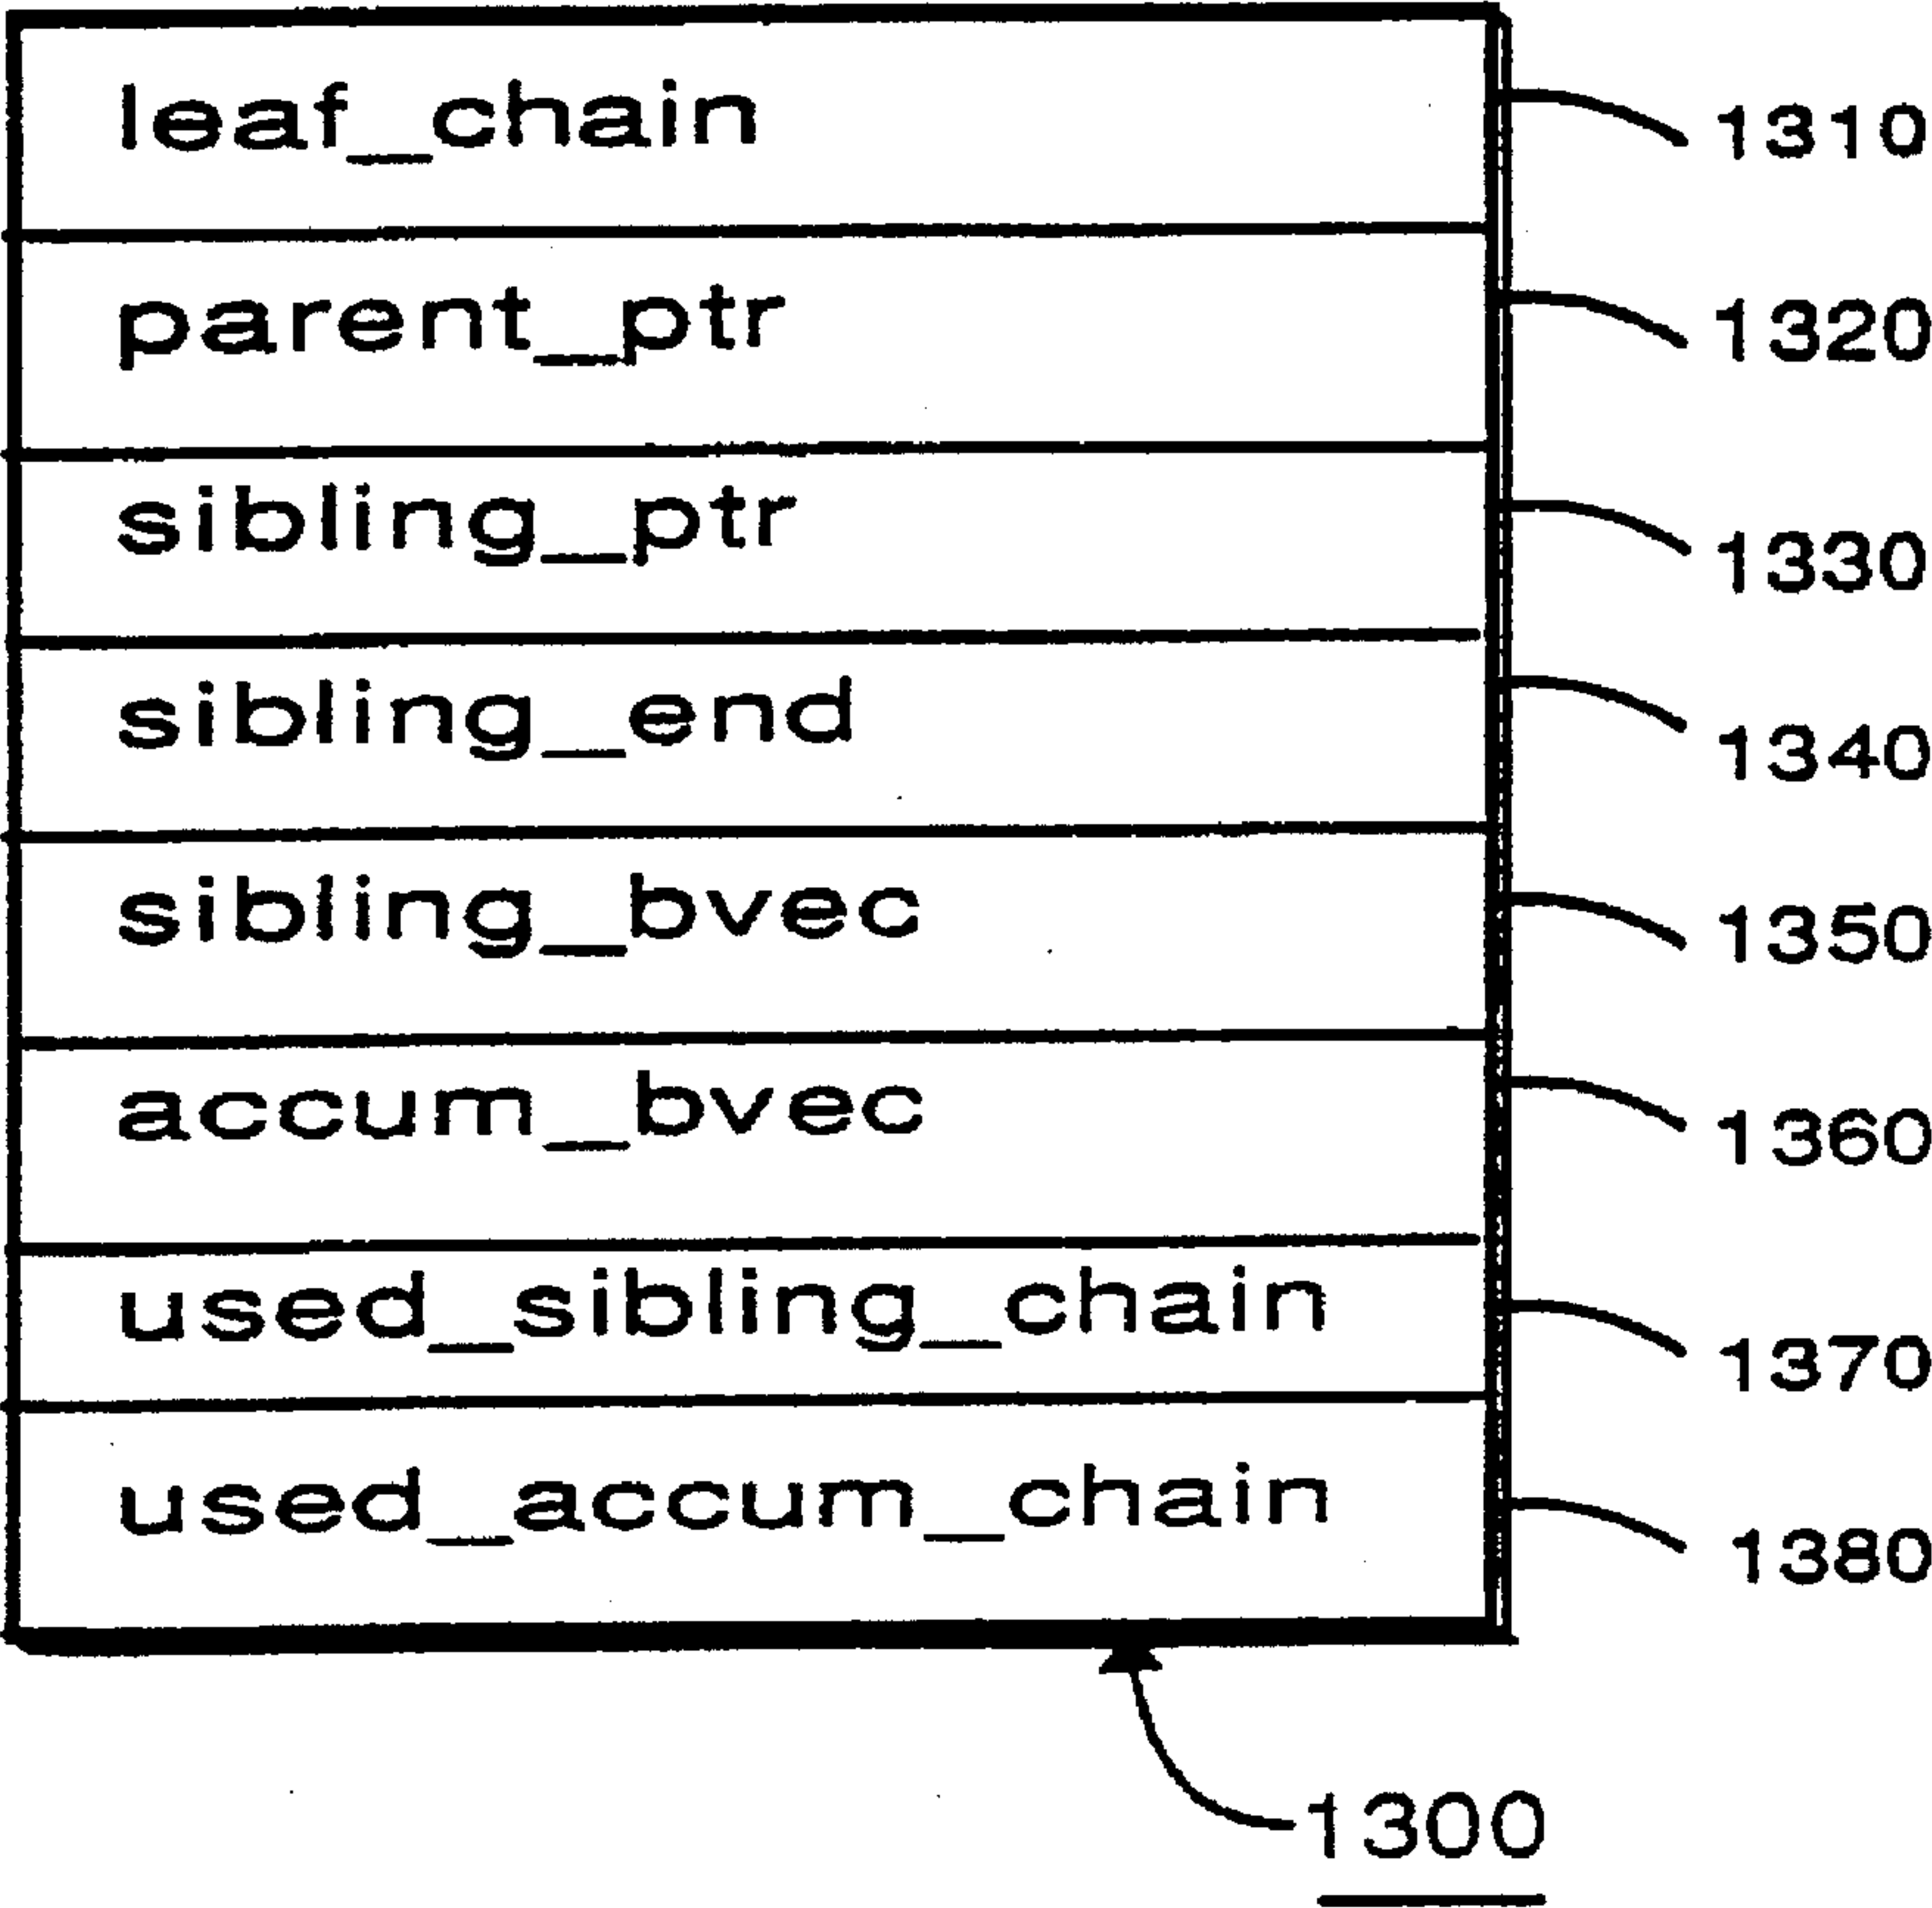 leaf_chain 1310
parent_ptr 1320
sibling_ptr 1330
sibling_end 1340
sibling_bvec 1350
accum_bvec 1360
used_sibling_chain 1370
used_accum_chain 1380
1300